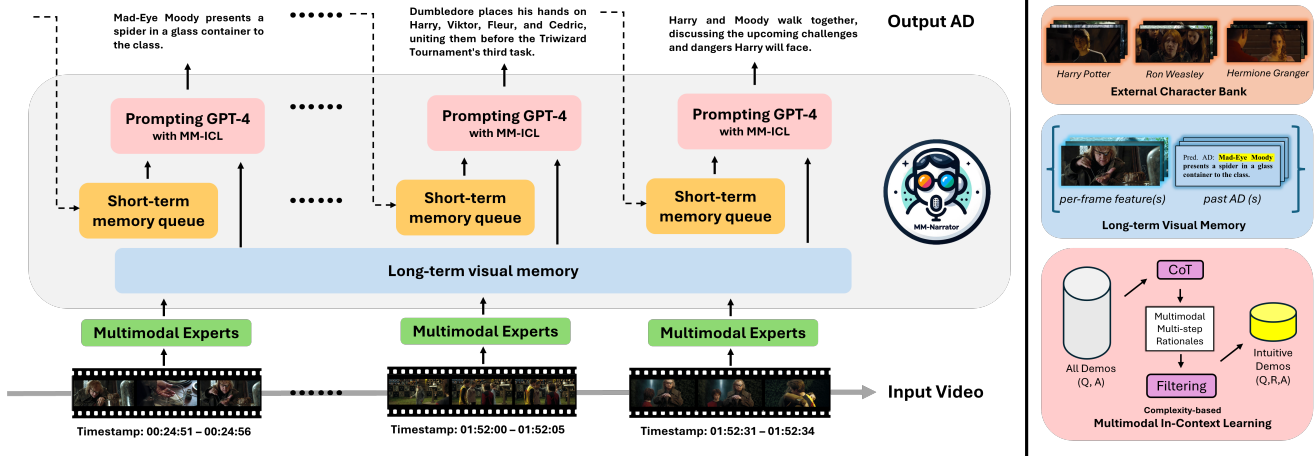 Mad-Eye Moody presents a
spider in a glass container to
the class.
Dumbledore places his hands on
Harry, Viktor, Fleur, and Cedric,
uniting them before the Triwizard
Tournament's third task.
Harry and Moody walk together,
discussing the upcoming challenges
and dangers Harry will face.
Output AD
Prompting GPT-4
with MM-ICL
Prompting GPT-4
with MM-ICL
Prompting GPT-4
with MM-ICL
Short-term
memory queue
Short-term
memory queue
Short-term
memory queue
MM-Narrator
Long-term visual memory
Multimodal Experts
Multimodal Experts
Multimodal Experts
Input Video
Timestamp: 00:24:51 – 00:24:56
Timestamp: 01:52:00 – 01:52:05
Timestamp: 01:52:31 – 01:52:34
Harry Potter
Ron Weasley
Hermione Granger
External Character Bank
Pred. AD: Mad-Eye Moody
presents a spider in a glass
container to the class.
per-frame feature(s)
past AD (s)
Long-term Visual Memory
CoT
Multimodal
Multi-step
Rationales
All Demos
(Q, A)
Filtering
Intuitive
Demos
(Q,R,A)
Complexity-based
Multimodal In-Context Learning